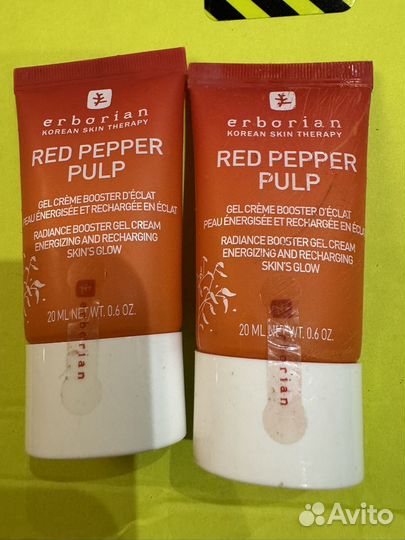 erborian
KOREAN SKIN THERAPY
RED PEPPER
PULP
GEL CRÈME BOOSTER D'ÉCLAT
PEAU ÉNERGISÉE ET RECHARGÉE EN ÉCLAT
RADIANCE BOOSTER GEL CREAM
ENERGIZING AND RECHARGING
SKIN'S GLOW
20 ML NET WT. 0.6 OZ.
erborian
erborian
KOREAN SKIN THERAPY
RED PEPPER
PULP
GEL CRÈME BOOSTER D'ÉCLAT
PEAU ÉNERGISÉE ET RECHARGÉE EN ÉCLAT
RADIANCE BOOSTER GEL CREAM
ENERGIZING AND RECHARGING
SKIN'S GLOW
20 ML NET WT. 0.6 OZ.
erborian
Avito